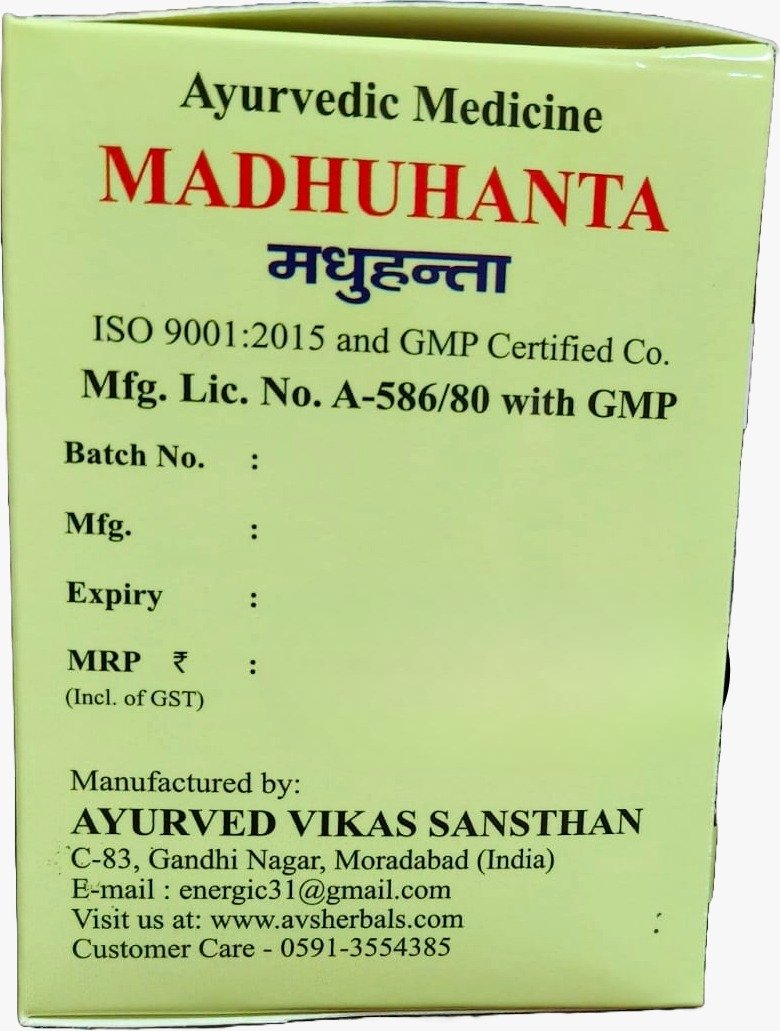 Ayurvedic Medicine
MADHUHANTA
मधुहन्ता
ISO 9001:2015 and GMP Certified Co.
Mfg. Lic. No. A-586/80 with GMP
Batch No. :
Mfg. :
Expiry :
MRP ₹ :
(Incl. of GST)
Manufactured by:
AYURVED VIKAS SANSTHAN
C-83, Gandhi Nagar, Moradabad (India)
E-mail : energic31@gmail.com
Visit us at: www.avsherbals.com
Customer Care - 0591-3554385